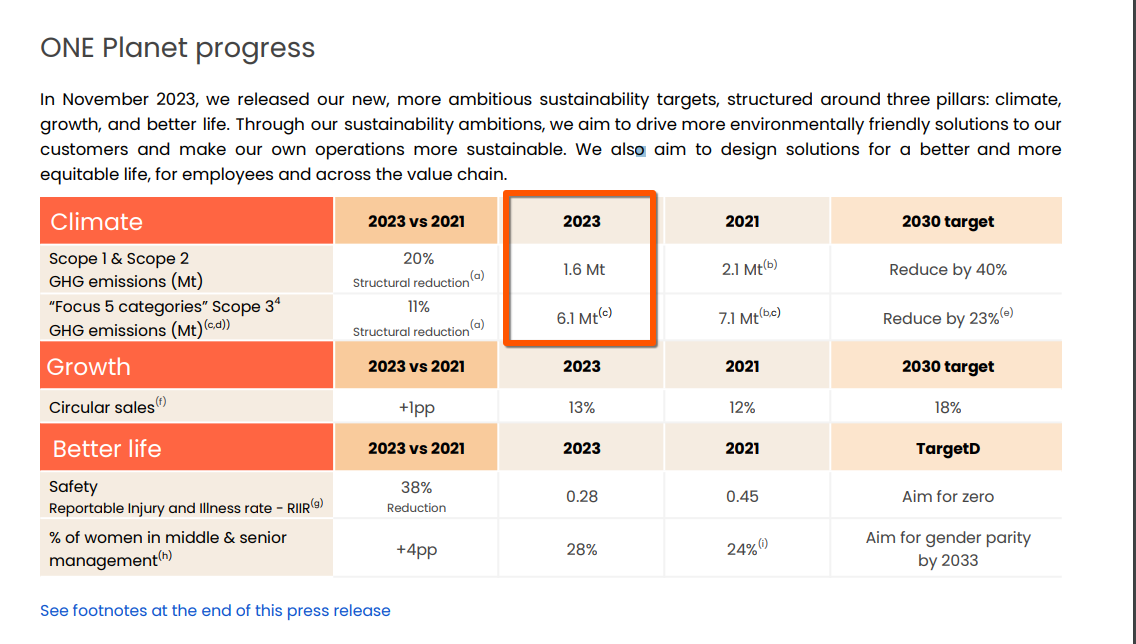 ONE Planet progress
In November 2023, we released our new, more ambitious sustainability targets, structured around three pillars: climate,
growth, and better life. Through our sustainability ambitions, we aim to drive more environmentally friendly solutions to our
customers and make our own operations more sustainable. We also aim to design solutions for a better and more
equitable life, for employees and across the value chain.
Climate 2023 vs 2021 2023 2021 2030 target
Scope 1 & Scope 2
GHG emissions (Mt)
20%
Structural reduction(a)
1.6 Mt
2.1 Mt(b)
Reduce by 40%
"Focus 5 categories" Scope 3⁴
GHG emissions (Mt)(c,d))
11%
Structural reduction(a)
6.1 Mt(c)
7.1 Mt(b,c)
Reduce by 23%(e)
Growth 2023 vs 2021 2023 2021 2030 target
Circular sales(f) +1pp 13% 12% 18%
Better life 2023 vs 2021 2023 2021 TargetD
Safety
Reportable Injury and Illness rate - RIIR(g)
38%
Reduction
0.28
0.45
Aim for zero
% of women in middle & senior
management(h)
+4pp
28%
24%(i)
Aim for gender parity
by 2033
See footnotes at the end of this press release